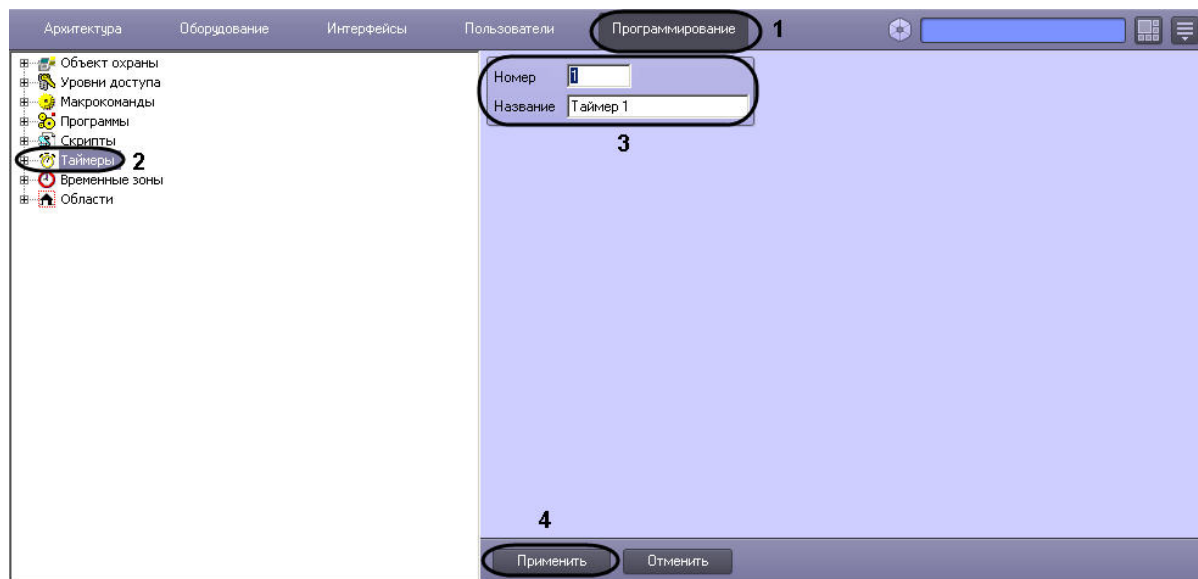 Архитектура Оборудование Интерфейсы Пользователи Программирование 1
Объект охраны
Уровни доступа
Макрокоманды
Программы
Скрипты
Таймеры 2
Временные зоны
Области
Номер 1
Название Таймер 1
3
4
Применить Отменить